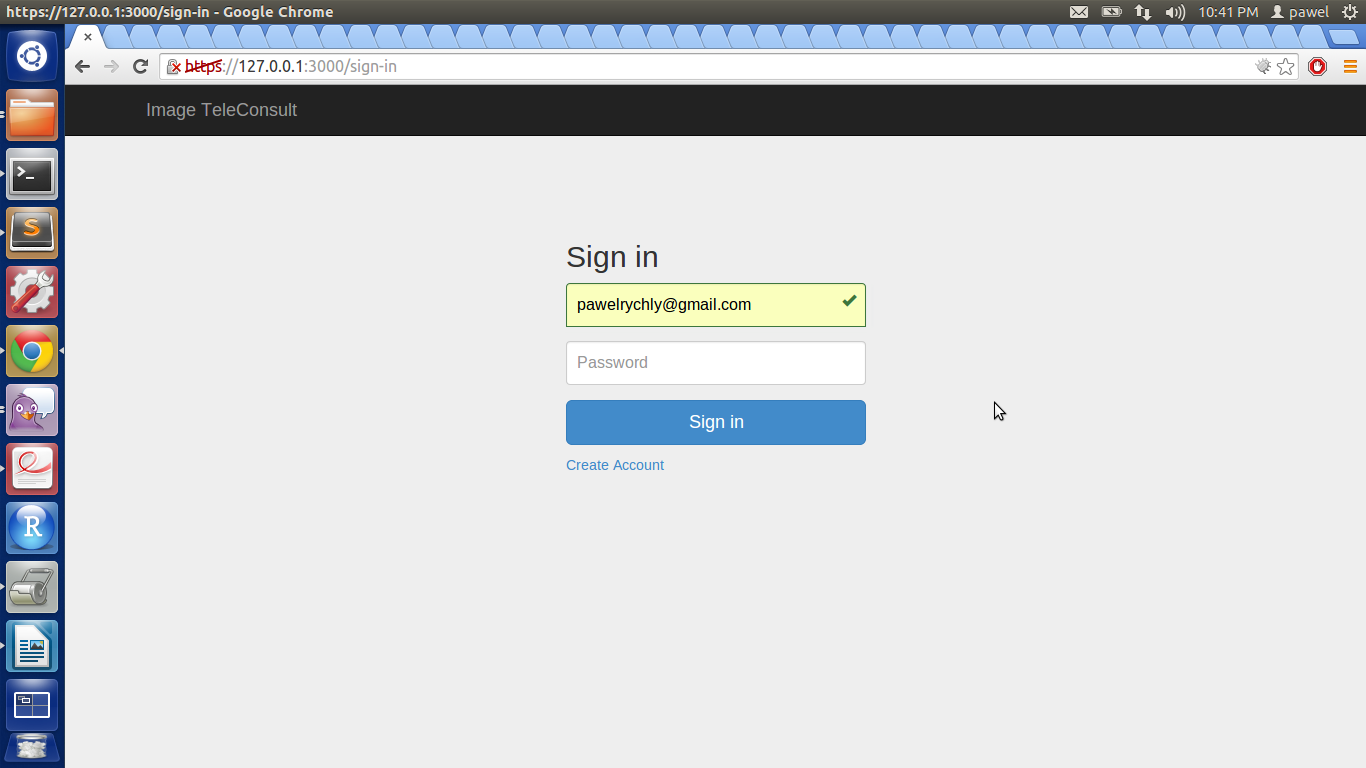 https://127.0.0.1:3000/sign-in - Google Chrome
10:41 PM pawel
https://127.0.0.1:3000/sign-in
Image TeleConsult
Sign in
pawelrychly@gmail.com
Password
Sign in
Create Account
>_
S
R